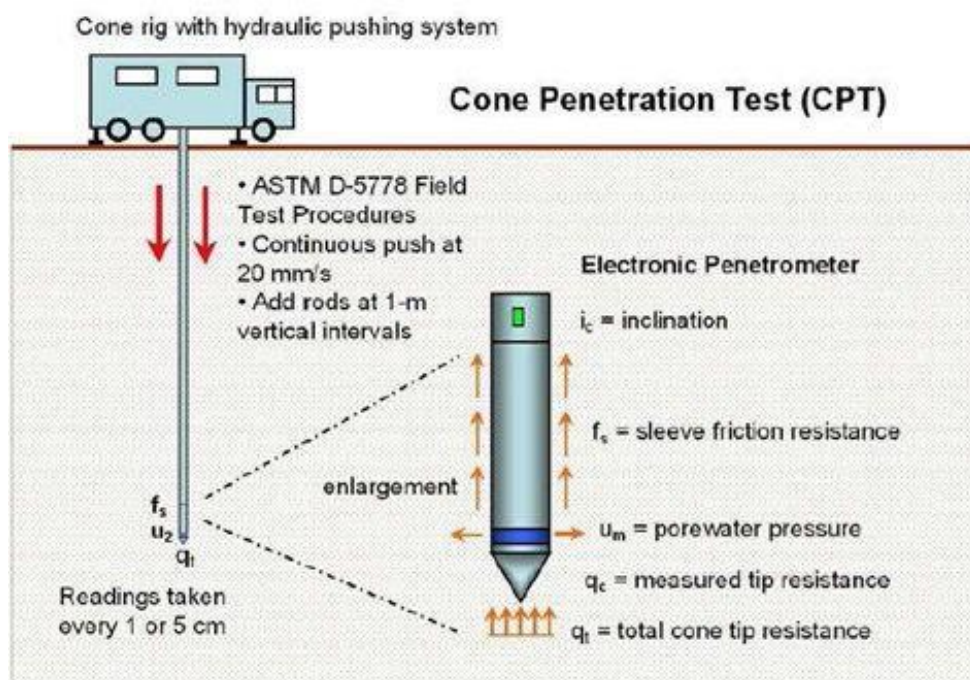 Cone rig with hydraulic pushing system
Cone Penetration Test (CPT)
• ASTM D-5778 Field
Test Procedures
• Continuous push at
20 mm/s
• Add rods at 1-m
vertical intervals
Electronic Penetrometer
ic = inclination
fs = sleeve friction resistance
enlargement
fs
u2
qt
um = porewater pressure
qc = measured tip resistance
Readings taken
every 1 or 5 cm
qt = total cone tip resistance